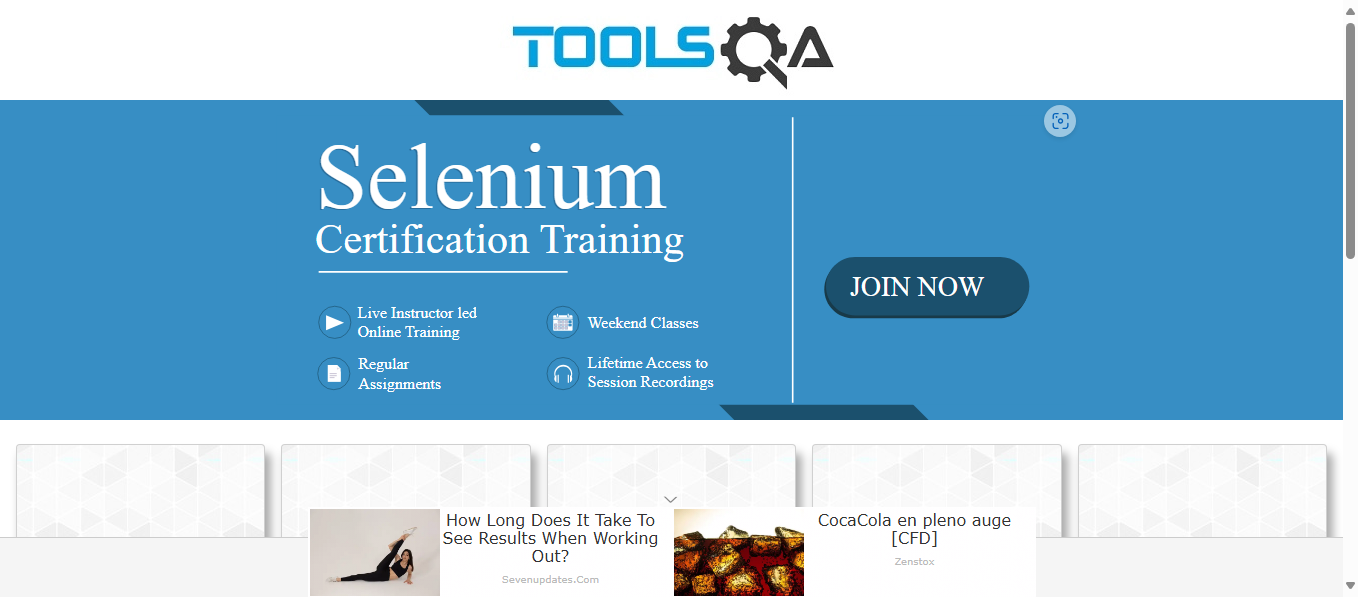 TOOLSQA
Selenium
Certification Training
Live Instructor led
Online Training
Weekend Classes
Regular
Assignments
Lifetime Access to
Session Recordings
JOIN NOW
How Long Does It Take To
See Results When Working
Out?
Sevenupdates.Com
CocaCola en pleno auge
[CFD]
Zenstox